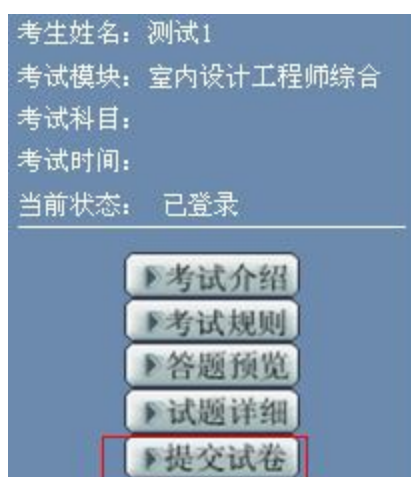 考生姓名：测试1
考试模块：室内设计工程师综合
考试科目：
考试时间：
当前状态： 已登录
考试介绍
考试规则
答题预览
试题详细
提交试卷